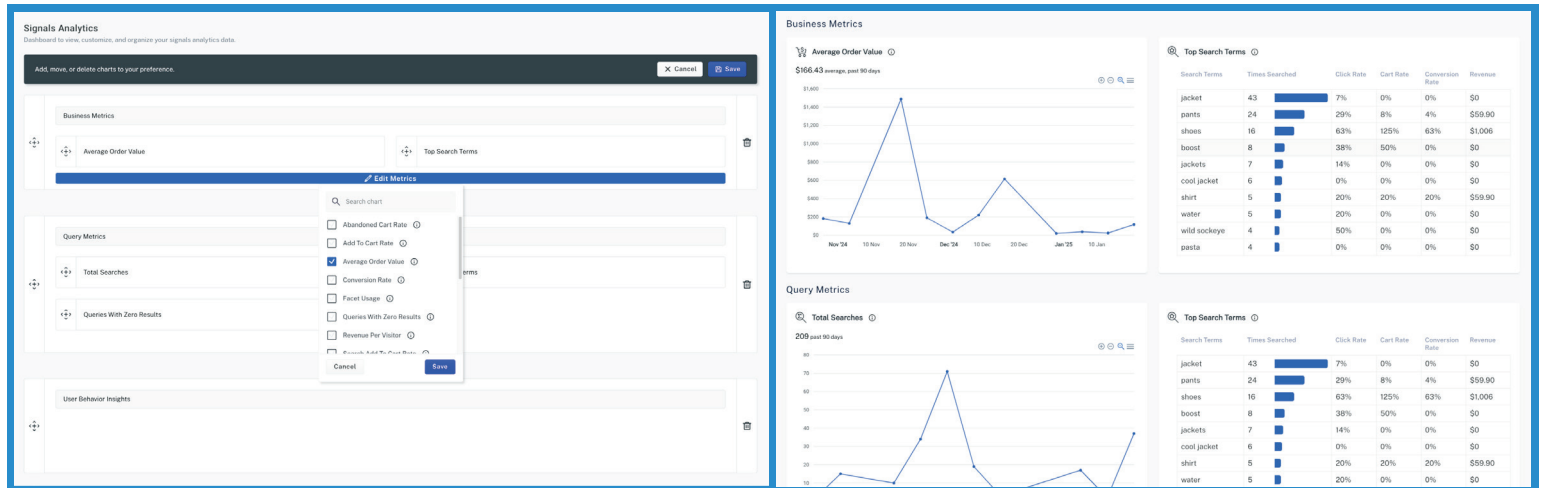 Signals Analytics
Dashboard to view, customize, and organize your signals analytics data.
Add, move, or delete charts to your preference.
Cancel
Save
Business Metrics
Average Order Value
Top Search Terms
Edit Metrics
Search chart
Abandoned Cart Rate
Add To Cart Rate
Average Order Value
Conversion Rate
Facet Usage
Queries With Zero Results
Revenue Per Visitor
Search Add To Cart Rate
Cancel
Save
Query Metrics
Total Searches
erms
Queries With Zero Results
User Behavior Insights
Business Metrics
Average Order Value
$166.43 average, past 90 days
$1,600
$1,400
$1,200
$1,000
$800
$600
$400
$200
$0
Nov '24 10 Nov 20 Nov Dec '24 10 Dec 20 Dec Jan '25 10 Jan
Top Search Terms
Search Terms Times Searched Click Rate Cart Rate Conversion Rate Revenue
jacket 43 7% 0% 0% $0
pants 24 29% 8% 4% $59.90
shoes 16 63% 125% 63% $1,006
boost 8 38% 50% 0% $0
jackets 7 14% 0% 0% $0
cool jacket 6 0% 0% 0% $0
shirt 5 20% 20% 20% $59.90
water 5 20% 0% 0% $0
wild sockeye 4 50% 0% 0% $0
pasta 4 0% 0% 0% $0
Query Metrics
Total Searches
209 past 90 days
80
70
60
50
40
30
20
10
Top Search Terms
Search Terms Times Searched Click Rate Cart Rate Conversion Rate Revenue
jacket 43 7% 0% 0% $0
pants 24 29% 8% 4% $59.90
shoes 16 63% 125% 63% $1,006
boost 8 38% 50% 0% $0
jackets 7 14% 0% 0% $0
cool jacket 6 0% 0% 0% $0
shirt 5 20% 20% 20% $59.90
water 5 20% 0% 0% $0